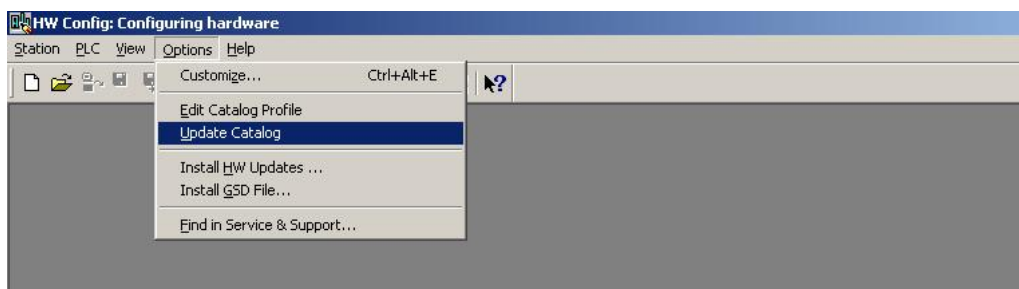 HW Config: Configuring hardware
Station PLC View Options Help
Customize... Ctrl+Alt+E
Edit Catalog Profile
Update Catalog
Install HW Updates ...
Install GSD File...
Find in Service & Support...